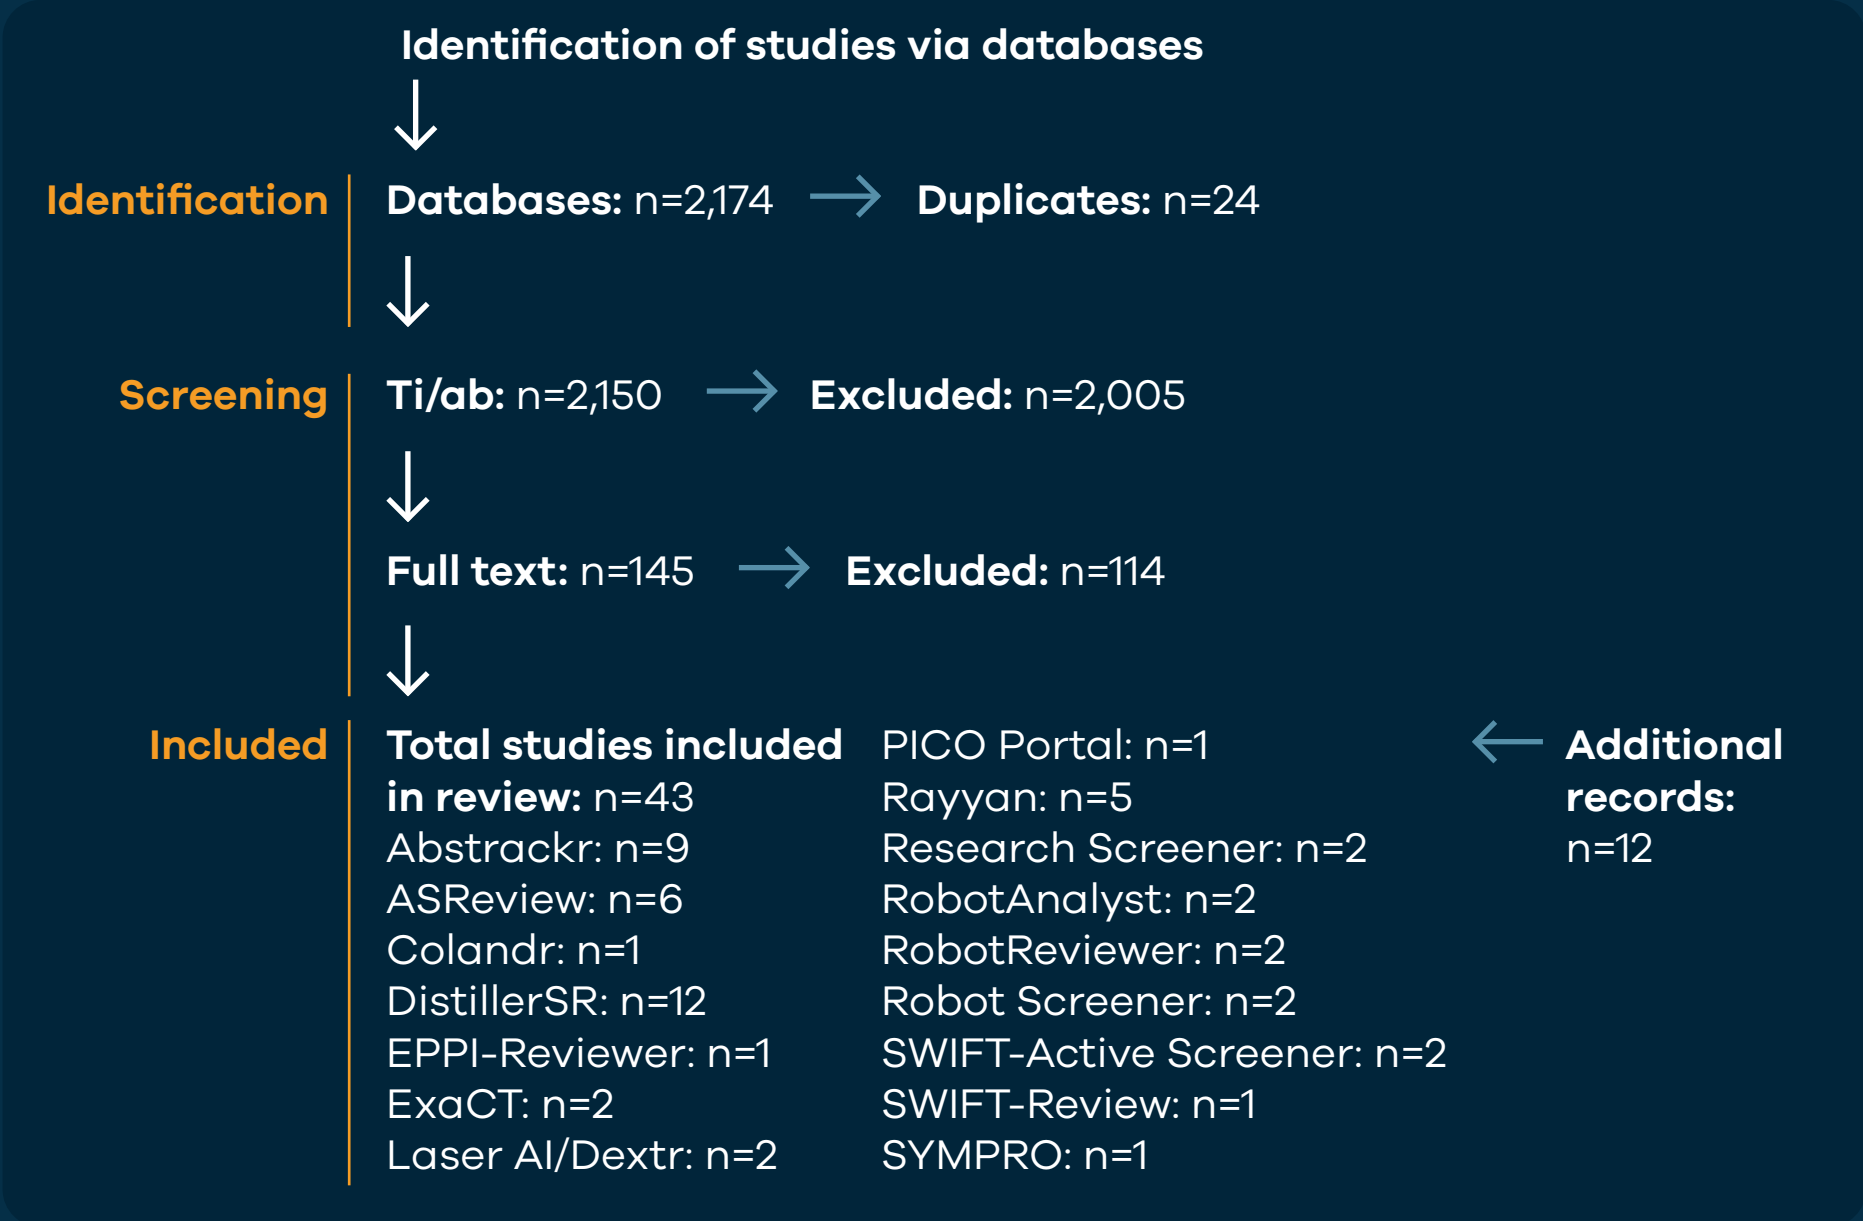 Identification of studies via databases
Identification
Databases: n=2,174
Duplicates: n=24
Screening
Ti/ab: n=2,150
Excluded: n=2,005
Full text: n=145
Excluded: n=114
Included
Total studies included
in review: n=43
Abstrackr: n=9
ASReview: n=6
Colandr: n=1
DistillerSR: n=12
EPPI-Reviewer: n=1
ExaCT: n=2
Laser AI/Dextr: n=2
PICO Portal: n=1
Rayyan: n=5
Research Screener: n=2
RobotAnalyst: n=2
RobotReviewer: n=2
Robot Screener: n=2
SWIFT-Active Screener: n=2
SWIFT-Review: n=1
SYMPRO: n=1
Additional
records:
n=12